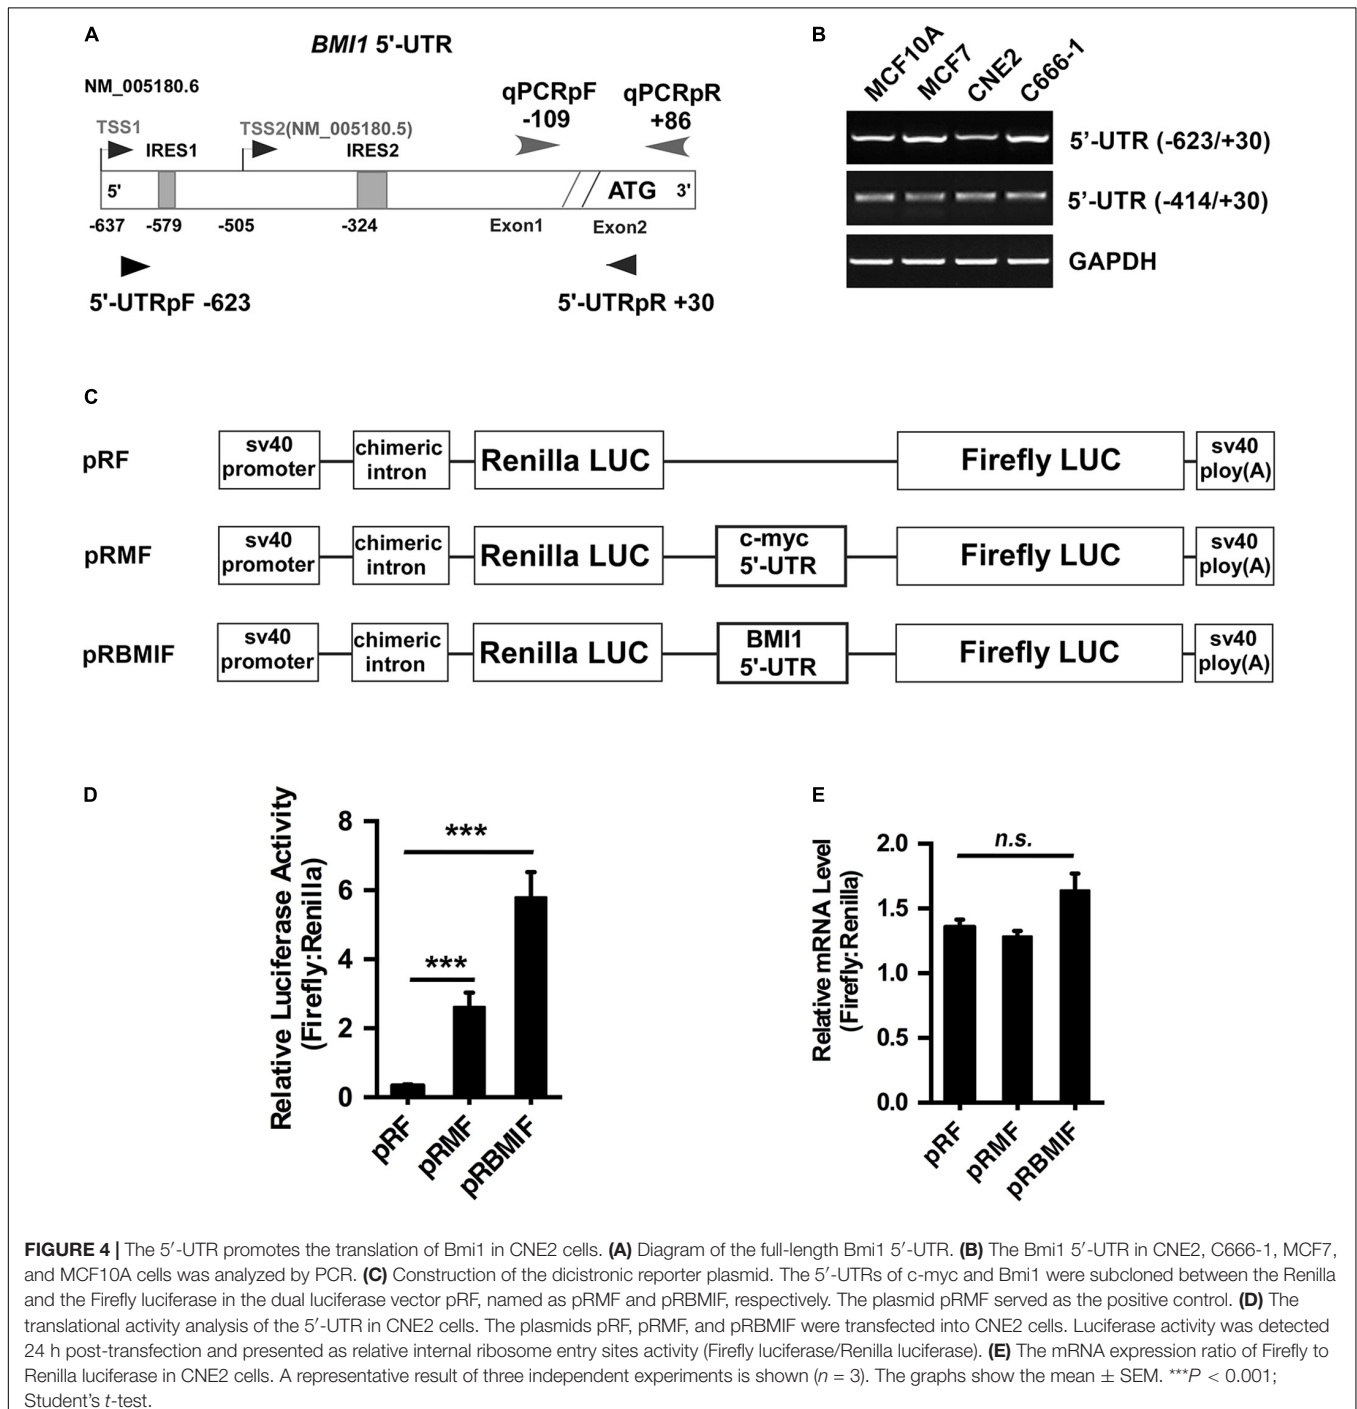 A
BMI1 5'-UTR
NM_005180.6
qPCRpF
-109
qPCRpR
+86
TSS1
TSS2(NM_005180.5)
IRES1
IRES2
5'
ATG
3'
-637
-579
-505
-324
Exon1
Exon2
5'-UTRpF -623
5'-UTRpR +30
B
MCF10A
MCF7
CNE2
C666-1
5'-UTR (-623/+30)
5'-UTR (-414/+30)
GAPDH
C
pRF
sv40
promoter
chimeric
intron
Renilla LUC
Firefly LUC
sv40
ploy(A)
pRMF
sv40
promoter
chimeric
intron
Renilla LUC
c-myc
5'-UTR
Firefly LUC
sv40
ploy(A)
pRBMIF
sv40
promoter
chimeric
intron
Renilla LUC
BMI1
5'-UTR
Firefly LUC
sv40
ploy(A)
D
Relative Luciferase Activity
(Firefly:Renilla)
8
6
4
2
0
***
***
pRF
pRMF
pRBMIF
E
Relative mRNA Level
(Firefly:Renilla)
2.0
1.5
1.0
0.5
0.0
n.s.
pRF
pRMF
pRBMIF
FIGURE 4 | The 5′-UTR promotes the translation of Bmi1 in CNE2 cells. (A) Diagram of the full-length Bmi1 5′-UTR. (B) The Bmi1 5′-UTR in CNE2, C666-1, MCF7,
and MCF10A cells was analyzed by PCR. (C) Construction of the dicistronic reporter plasmid. The 5′-UTRs of c-myc and Bmi1 were subcloned between the Renilla
and the Firefly luciferase in the dual luciferase vector pRF, named as pRMF and pRBMIF, respectively. The plasmid pRMF served as the positive control. (D) The
translational activity analysis of the 5′-UTR in CNE2 cells. The plasmids pRF, pRMF, and pRBMIF were transfected into CNE2 cells. Luciferase activity was detected
24 h post-transfection and presented as relative internal ribosome entry sites activity (Firefly luciferase/Renilla luciferase). (E) The mRNA expression ratio of Firefly to
Renilla luciferase in CNE2 cells. A representative result of three independent experiments is shown (n = 3). The graphs show the mean ± SEM. ***P < 0.001;
Student's t-test.